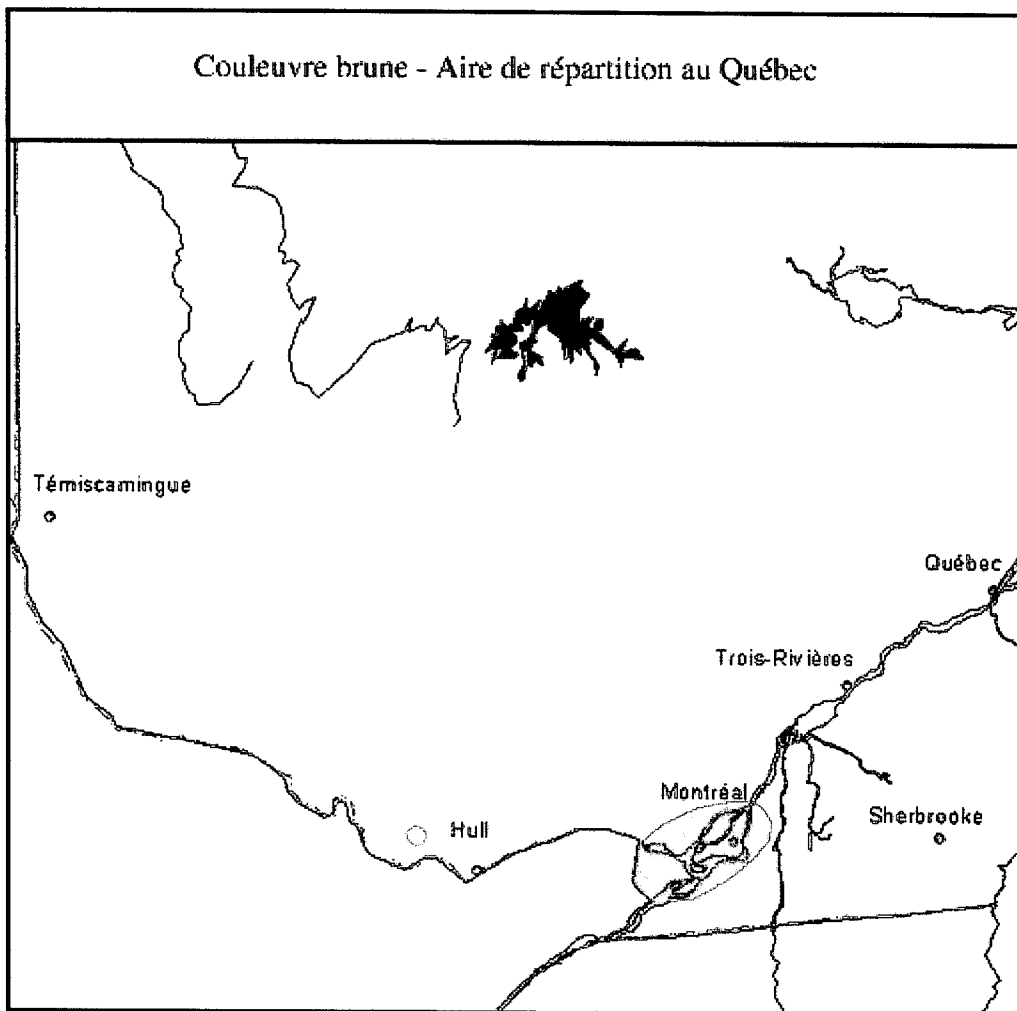 Couleuvre brune - Aire de répartition au Québec
Témiscamingue
Québec
Trois-Rivières
Montréal
Sherbrooke
Hull